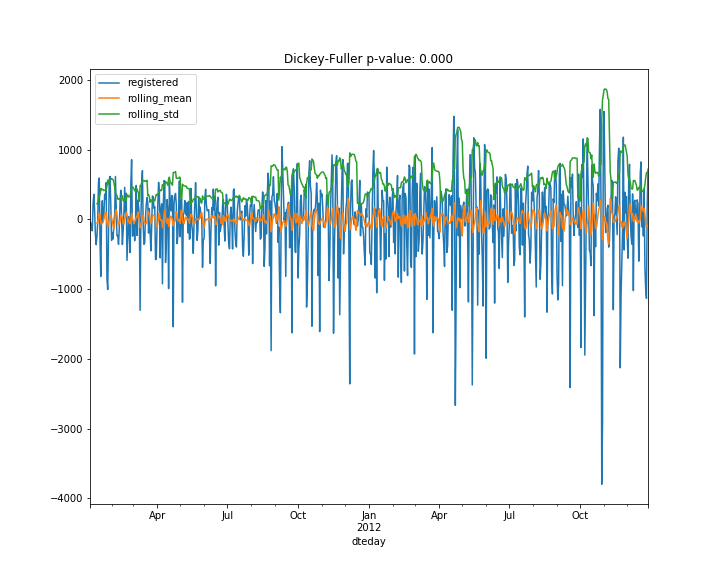 Dickey-Fuller p-value: 0.000
registered
rolling_mean
rolling_std
2000
1000
0
−1000
−2000
−3000
−4000
Apr Jul Oct Jan Apr Jul Oct
2012
dteday